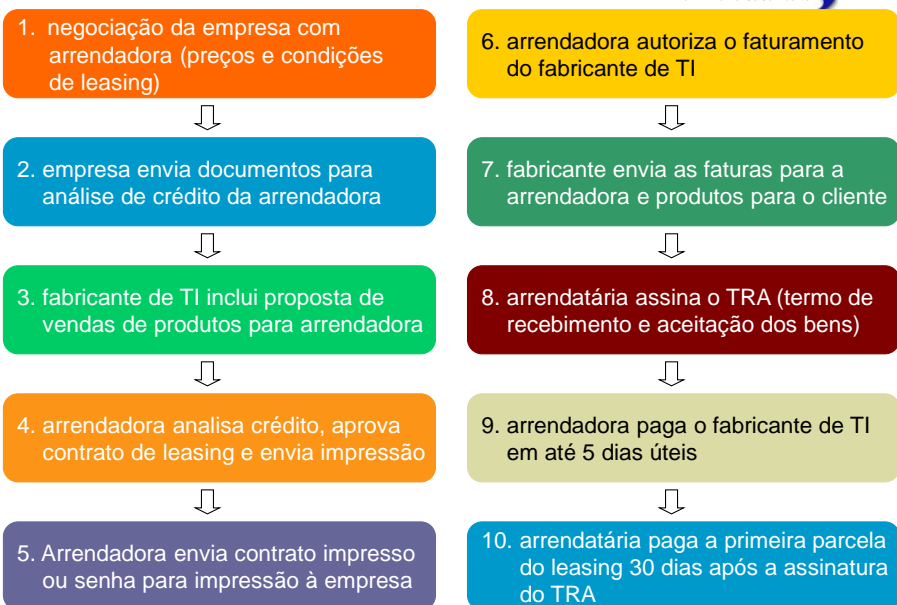 1. negociação da empresa com
arrendadora (preços e condições
de leasing)
2. empresa envia documentos para
análise de crédito da arrendadora
3. fabricante de TI inclui proposta de
vendas de produtos para arrendadora
4. arrendadora analisa crédito, aprova
contrato de leasing e envia impressão
5. Arrendadora envia contrato impresso
ou senha para impressão à empresa
6. arrendadora autoriza o faturamento
do fabricante de TI
7. fabricante envia as faturas para a
arrendadora e produtos para o cliente
8. arrendatária assina o TRA (termo de
recebimento e aceitação dos bens)
9. arrendadora paga o fabricante de TI
em até 5 dias úteis
10. arrendatária paga a primeira parcela
do leasing 30 dias após a assinatura
do TRA